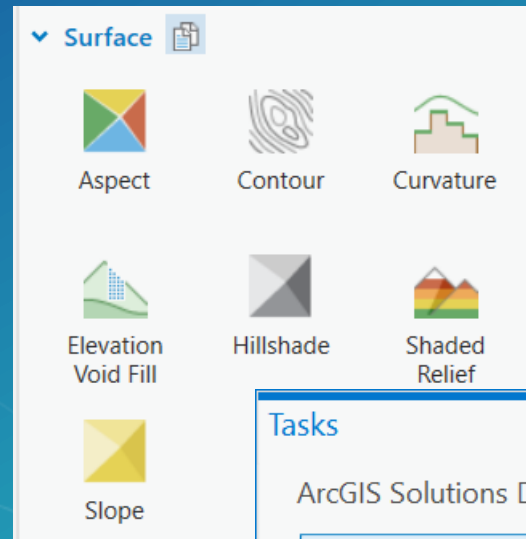 Surface
Aspect
Contour
Curvature
Elevation
Void Fill
Hillshade
Shaded
Relief
Slope
Tasks
ArcGIS Solutions